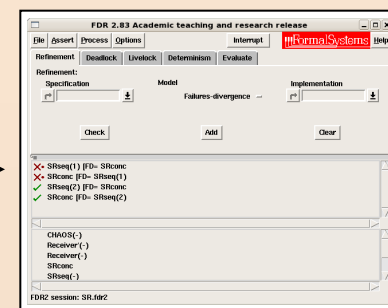 FDR 2.83 Academic teaching and research release
File Assert Process Options Interrupt FormalSystems Help
Refinement Deadlock Livelock Determinism Evaluate
Refinement:
Specification Model Implementation
Failures-divergence
Check Add Clear
SRseq(1) [FD= SRconc
SRconc [FD= SRseq(1)
SRseq(2) [FD= SRconc
SRconc [FD= SRseq(2)
CHAOS(-)
Receiver'(-)
Receiver(-)
SRconc
SRseq(-)
FDR2 session: SR.fdr2